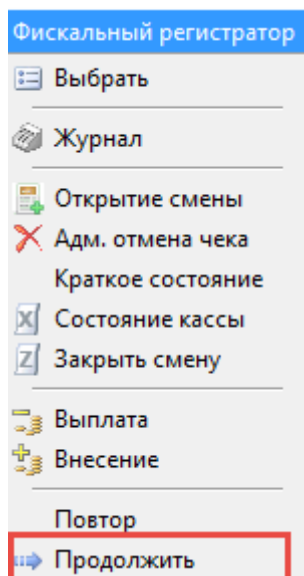 Фискальный регистратор
Выбрать
Журнал
Открытие смены
Адм. отмена чека
Краткое состояние
X Состояние кассы
Z Закрыть смену
Выплата
Внесение
Повтор
Продолжить